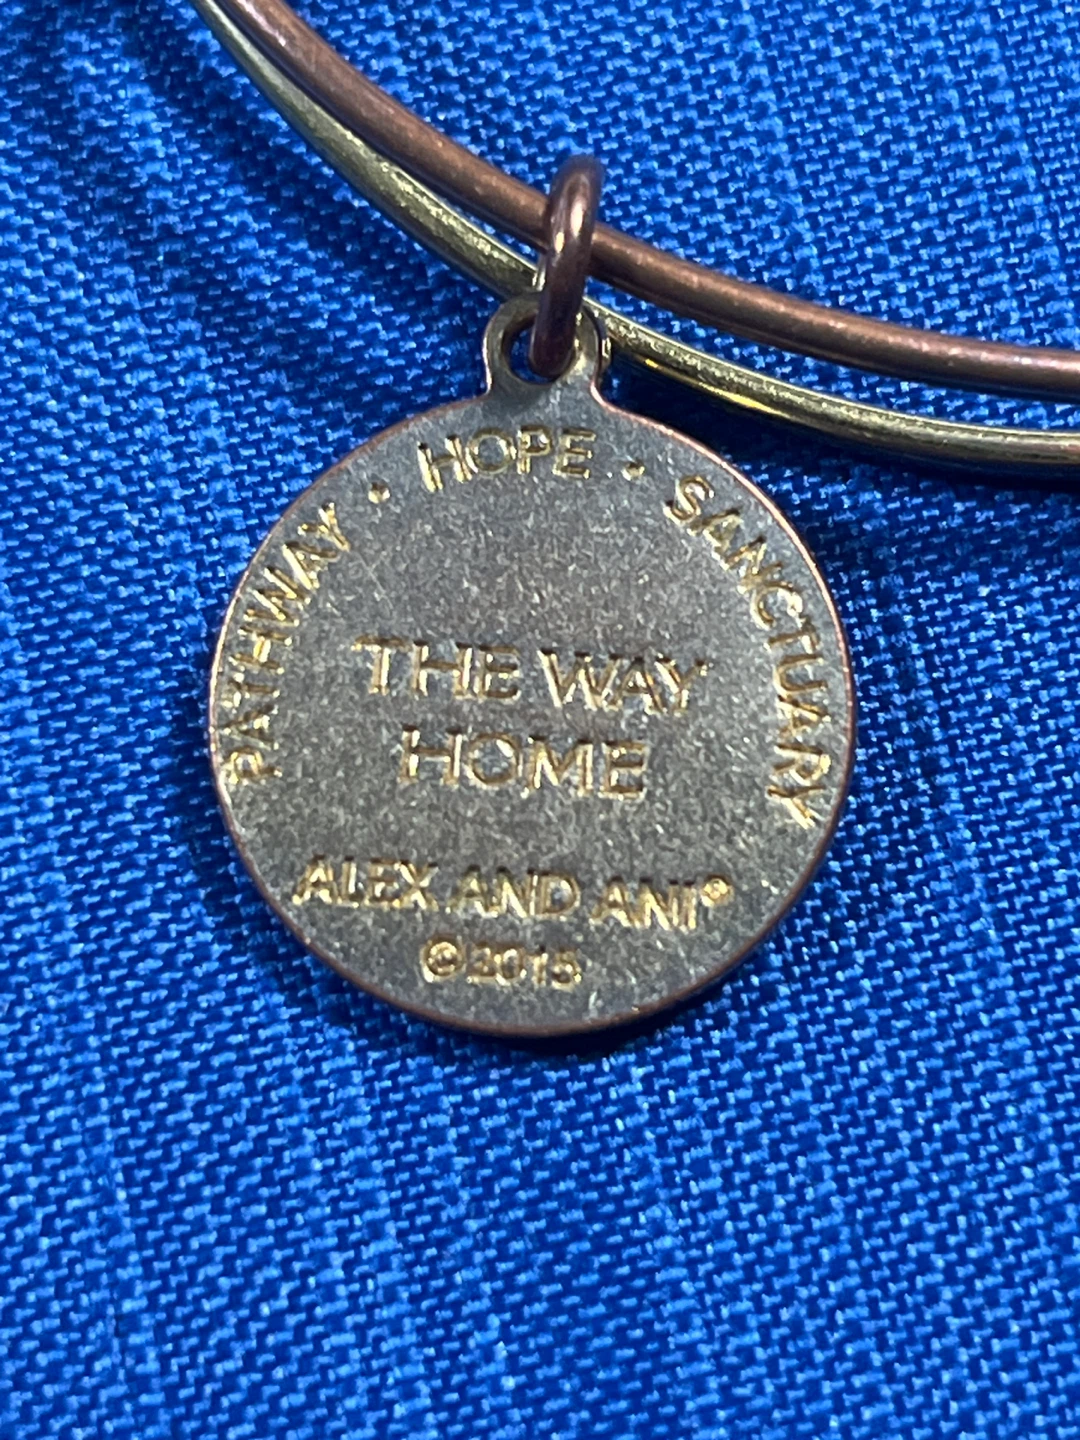 PATHWAY · HOPE · SANCTUARY
THE WAY
HOME
ALEX AND ANI®
©2015